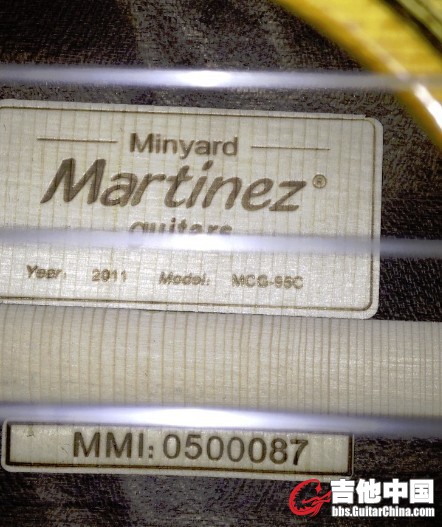 Minyard
Martinez®
guitars
Year: 2011 Model: MCG-95C
MMI: 0500087
吉他中国
bbs.GuitarChina.com